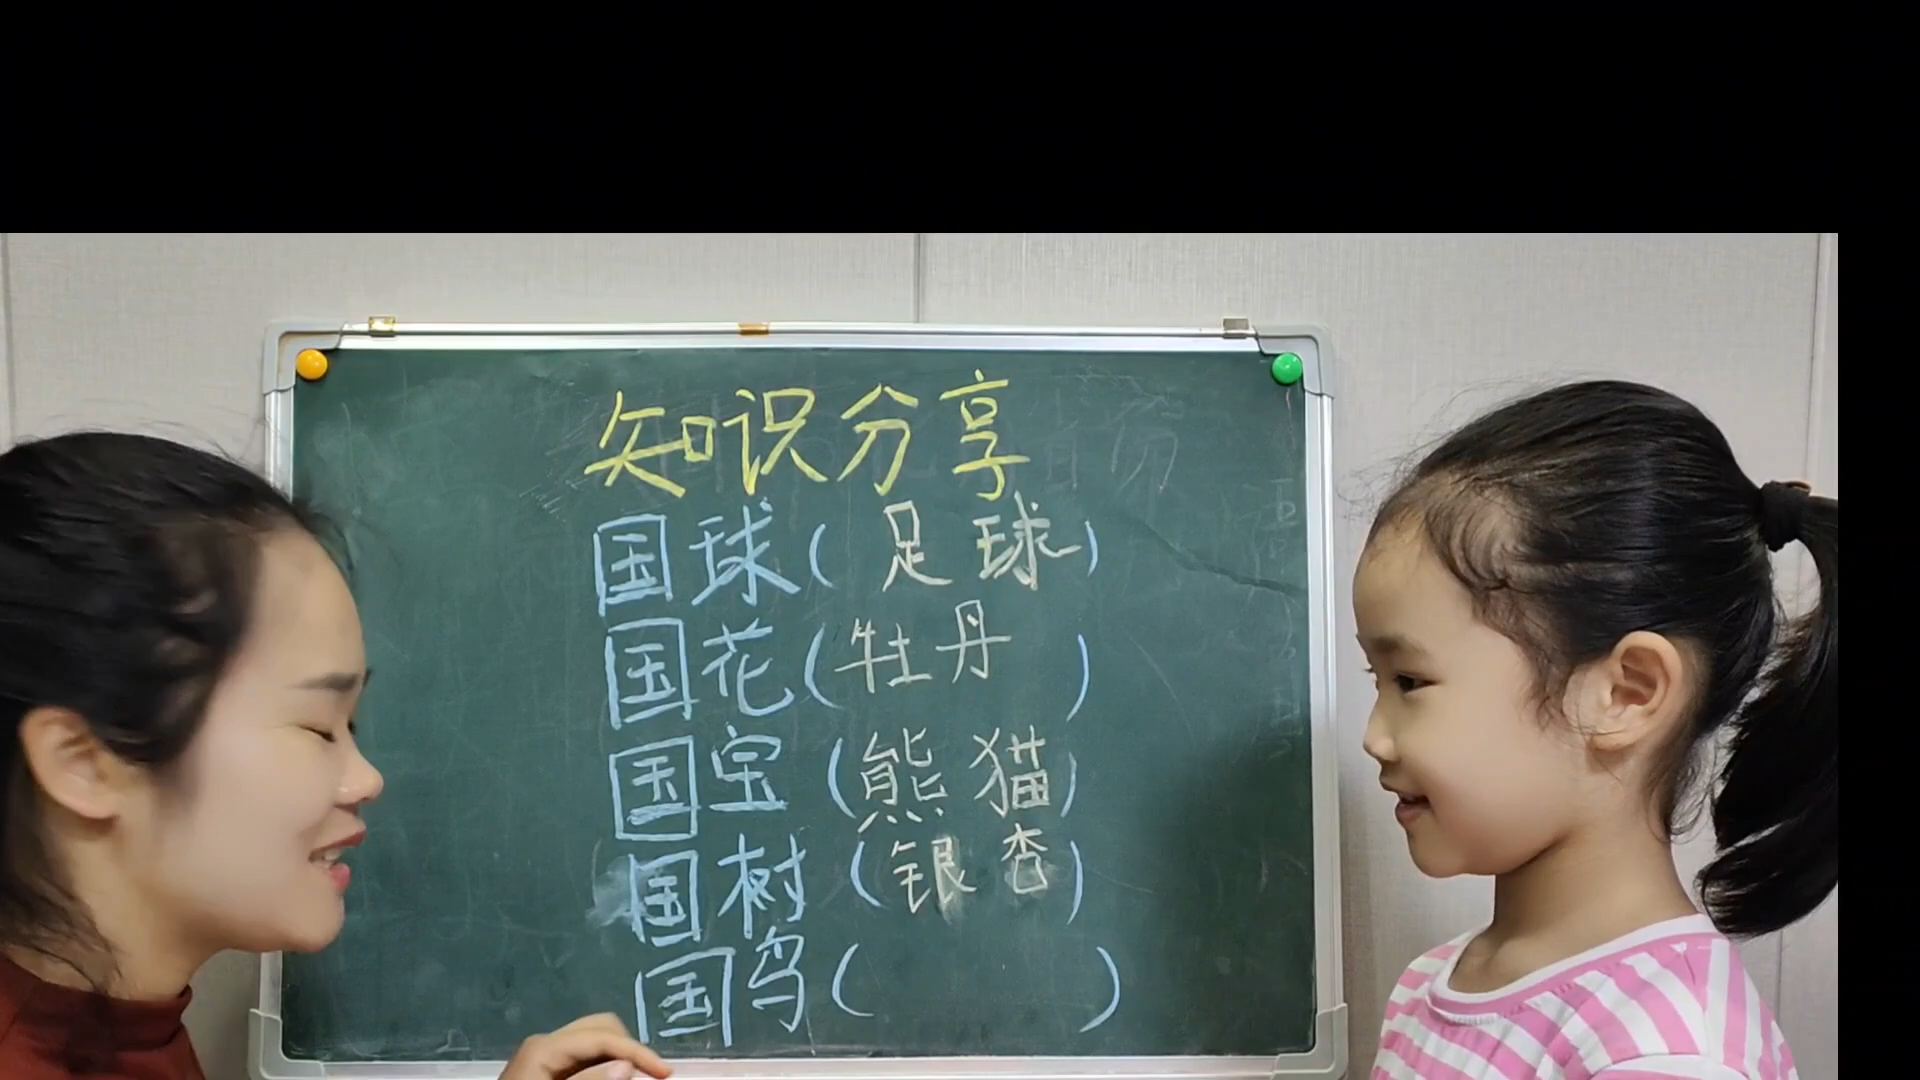 知识分享
国球(足球)
国花(牡丹)
国宝(熊猫)
国树(银杏)
国鸟( )